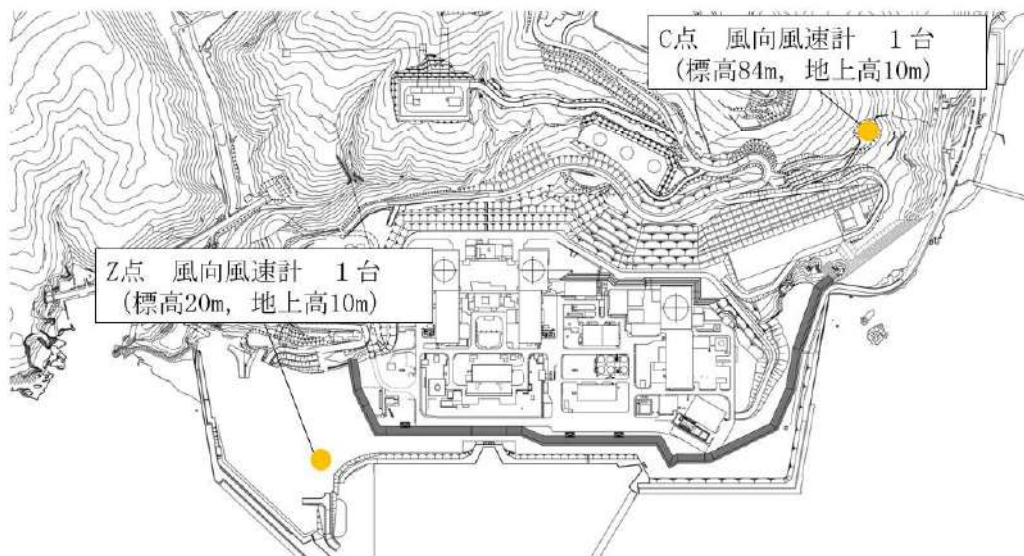 C点 風向風速計 1台
(標高84m, 地上高10m)
Z点 風向風速計 1台
(標高20m, 地上高10m)